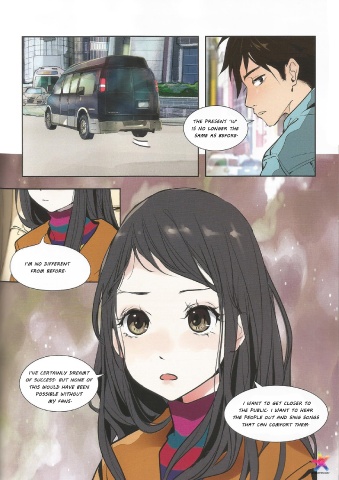 THE PRESENT "U"
IS NO LONGER THE
SAME AS BEFORE.
I'M NO DIFFERENT
FROM BEFORE.
I'VE CERTAINLY DREAMT
OF SUCCESS. BUT NONE OF
THIS WOULD HAVE BEEN
POSSIBLE WITHOUT
MY FANS.
I WANT TO GET CLOSER
TO THE PUBLIC. I WANT TO HEAR
THE PEOPLE OUT AND SING SONGS
THAT CAN COMFORT THEM.